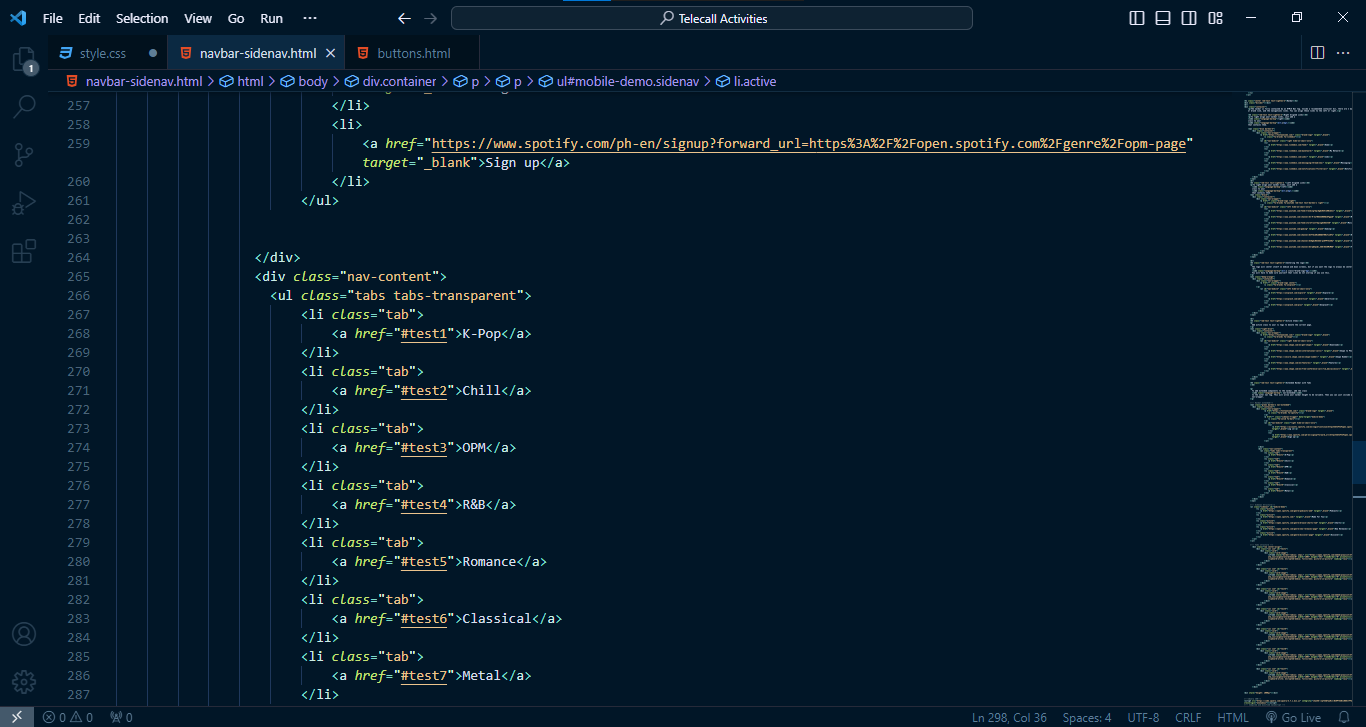 File Edit Selection View Go Run ··· Telecall Activities
style.css navbar-sidenav.html buttons.html
1
navbar-sidenav.html > html > body > div.container > p > p > ul#mobile-demo.sidenav > li.active
257 </li>
258 <li>
259 <a href="https://www.spotify.com/ph-en/signup?forward_url=https%3A%2F%2Fopen.spotify.com%2Fgenre%2Fopm-page"
target="_blank">Sign up</a>
260 </li>
261 </ul>
262
263
264 </div>
265 <div class="nav-content">
266 <ul class="tabs tabs-transparent">
267 <li class="tab">
268 <a href="#test1">K-Pop</a>
269 </li>
270 <li class="tab">
271 <a href="#test2">Chill</a>
272 </li>
273 <li class="tab">
274 <a href="#test3">OPM</a>
275 </li>
276 <li class="tab">
277 <a href="#test4">R&B</a>
278 </li>
279 <li class="tab">
280 <a href="#test5">Romance</a>
281 </li>
282 <li class="tab">
283 <a href="#test6">Classical</a>
284 </li>
285 <li class="tab">
286 <a href="#test7">Metal</a>
287 </li>
0 0 0 Ln 298, Col 36 Spaces: 4 UTF-8 CRLF HTML Go Live